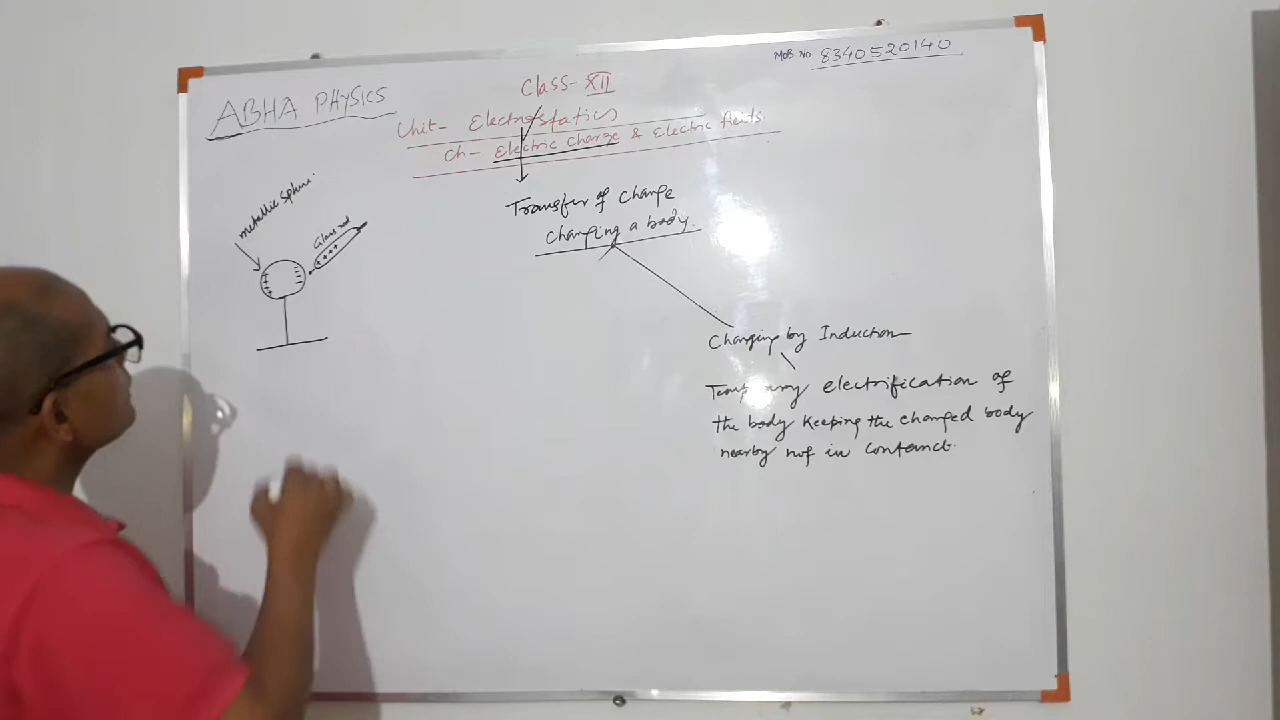 ABHA PHYSICS
Class- XII
MOB NO 8340520140
Unit- Electrostatics
Ch- Electric Charge & Electric fields
Transfer of Charge
Charging a body.
metallic Sphere
Glass rod
++++
Charging by Induction
Temporary electrification of
the body Keeping the charged body
nearby not in contanct.